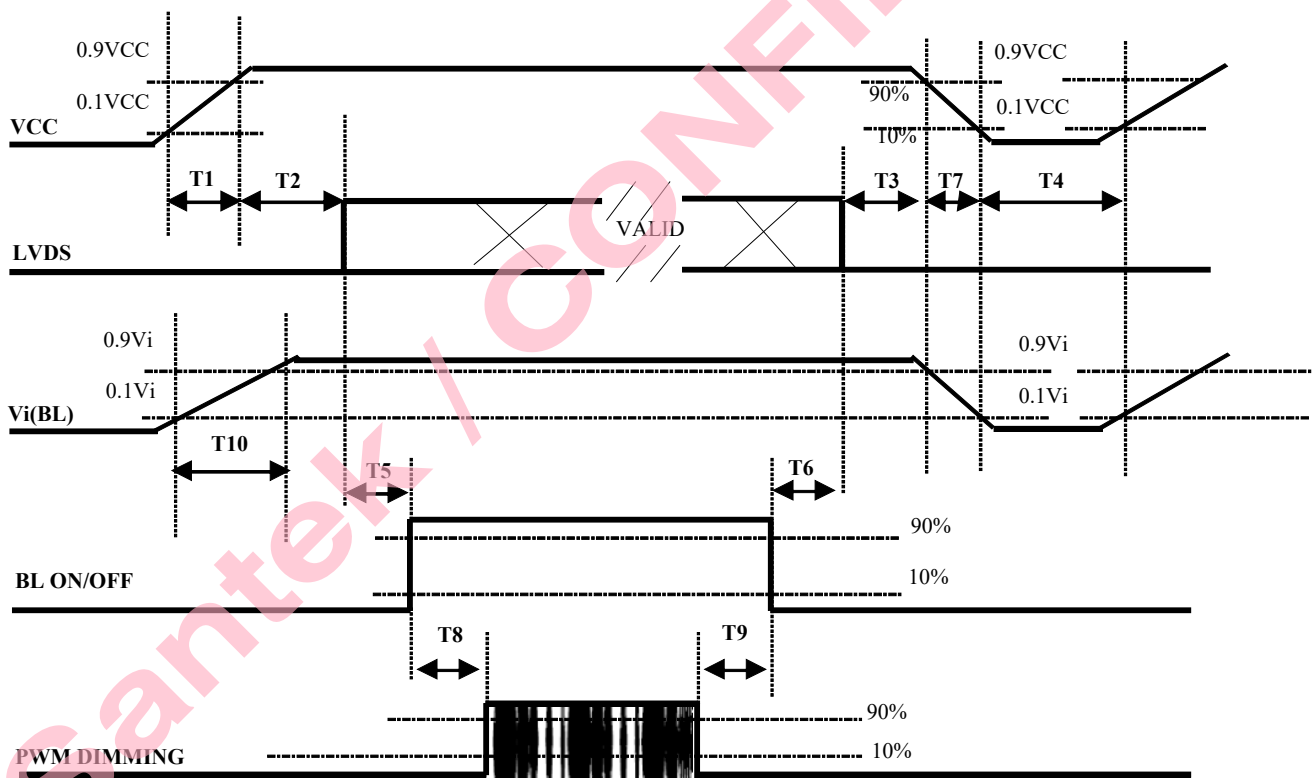 0.9VCC
0.9VCC
90%
0.1VCC
0.1VCC
VCC
10%
T1
T2
T3
T7
T4
VALID
LVDS
0.9Vi
0.9Vi
0.1Vi
0.1Vi
Vi(BL)
T10
T5
T6
90%
BL ON/OFF
10%
T8
T9
90%
PWM DIMMING
10%
Santek / CONFI